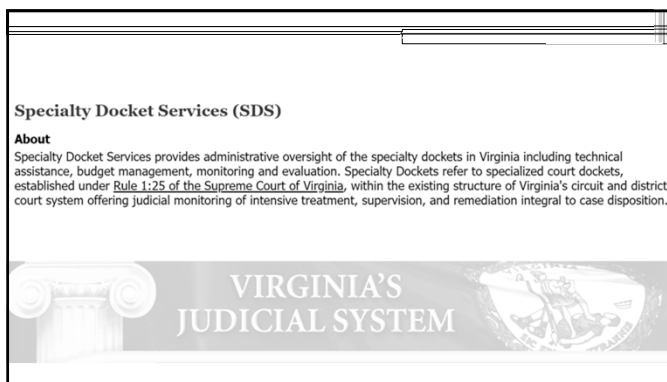 Specialty Docket Services (SDS)
About
Specialty Docket Services provides administrative oversight of the specialty dockets in Virginia including technical
assistance, budget management, monitoring and evaluation. Specialty Dockets refer to specialized court dockets,
established under Rule 1:25 of the Supreme Court of Virginia, within the existing structure of Virginia's circuit and district
court system offering judicial monitoring of intensive treatment, supervision, and remediation integral to case disposition.
VIRGINIA'S
JUDICIAL SYSTEM